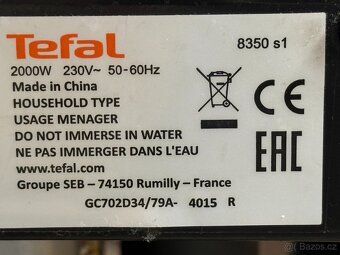 Tefal
8350 s1
2000W 230V~ 50-60Hz
Made in China
HOUSEHOLD TYPE
USAGE MENAGER
DO NOT IMMERSE IN WATER
NE PAS IMMERGER DANS L'EAU
www.tefal.com
Groupe SEB – 74150 Rumilly – France
GC702D34/79A- 4015 R
CE
EAC
Bazoš.cz